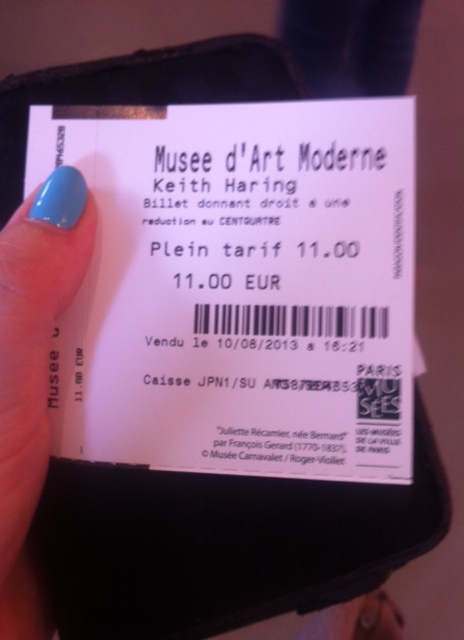 Musee d'Art Moderne
Keith Haring
Billet donnant droit a une
reduction au CENTQUATRE
Plein tarif 11.00
11.00 EUR
Vendu le 10/08/2013 a 16:21
Caisse JPN1/SU
PARIS
MUSÉES
LES MUSÉES
DE LA VILLE
DE PARIS
"Juliette Récamier, née Bernard"
par François Gerard (1770-1837).
© Musée Carnavalet / Roger-Viollet
Musee
11.00 EUR